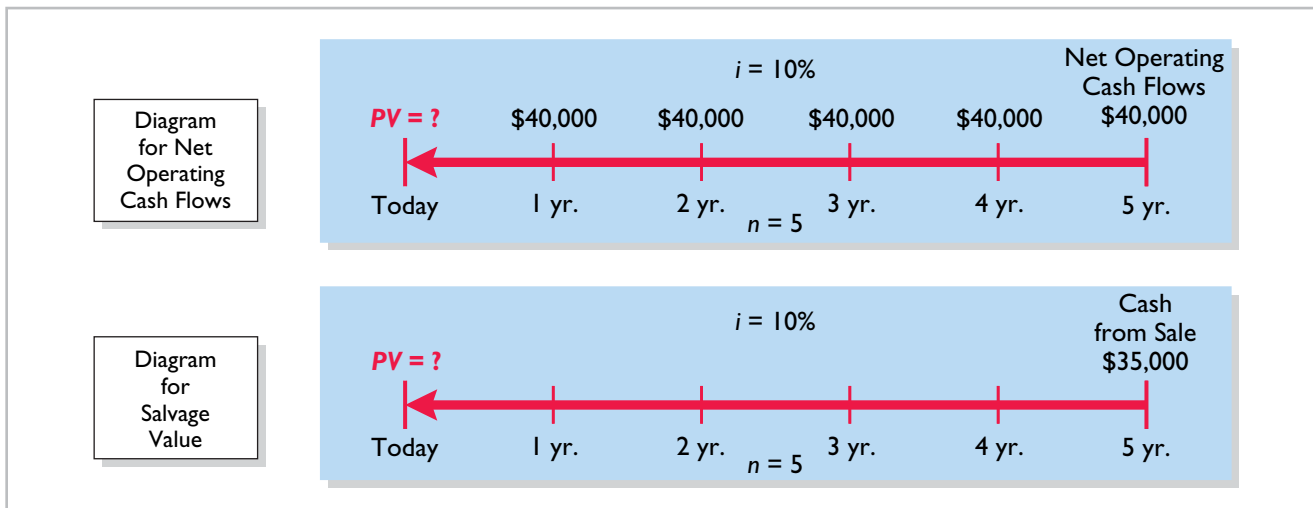 Diagram
for Net
Operating
Cash Flows
i = 10%
Net Operating
Cash Flows
PV = ? $40,000 $40,000 $40,000 $40,000 $40,000
Today 1 yr. 2 yr. 3 yr. 4 yr. 5 yr.
n = 5
Diagram
for
Salvage
Value
i = 10%
Cash
from Sale
PV = ? $35,000
Today 1 yr. 2 yr. 3 yr. 4 yr. 5 yr.
n = 5